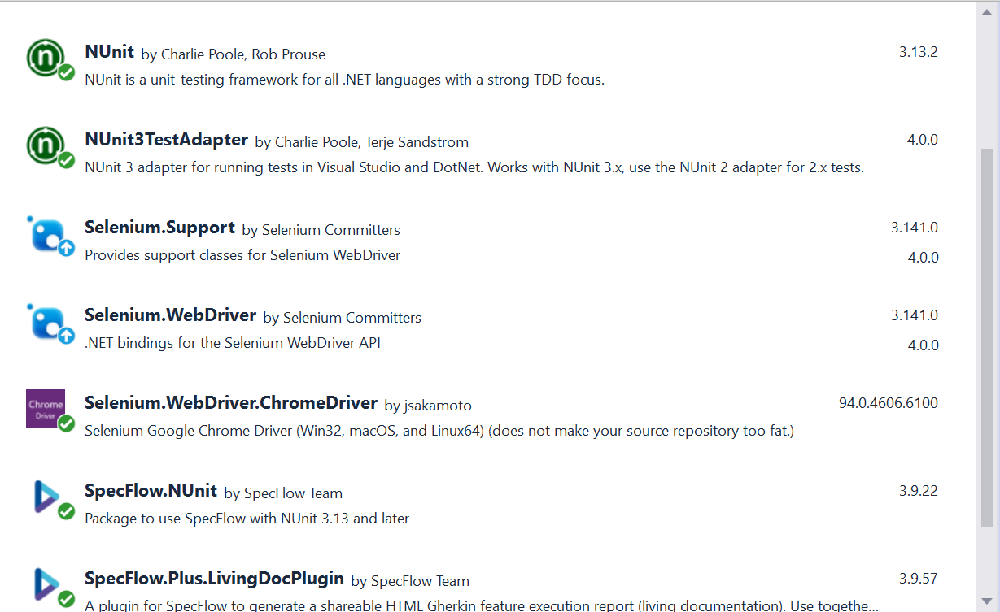 NUnit by Charlie Poole, Rob Prouse 3.13.2
NUnit is a unit-testing framework for all .NET languages with a strong TDD focus.
NUnit3TestAdapter by Charlie Poole, Terje Sandstrom 4.0.0
NUnit 3 adapter for running tests in Visual Studio and DotNet. Works with NUnit 3.x, use the NUnit 2 adapter for 2.x tests.
Selenium.Support by Selenium Committers 3.141.0
Provides support classes for Selenium WebDriver 4.0.0
Selenium.WebDriver by Selenium Committers 3.141.0
.NET bindings for the Selenium WebDriver API 4.0.0
Chrome
Driver
Selenium.WebDriver.ChromeDriver by jsakamoto 94.0.4606.6100
Selenium Google Chrome Driver (Win32, macOS, and Linux64) (does not make your source repository too fat.)
SpecFlow.NUnit by SpecFlow Team 3.9.22
Package to use SpecFlow with NUnit 3.13 and later
SpecFlow.Plus.LivingDocPlugin by SpecFlow Team 3.9.57
A plugin for SpecFlow to generate a shareable HTML Gherkin feature execution report (living documentation). Use togethe...